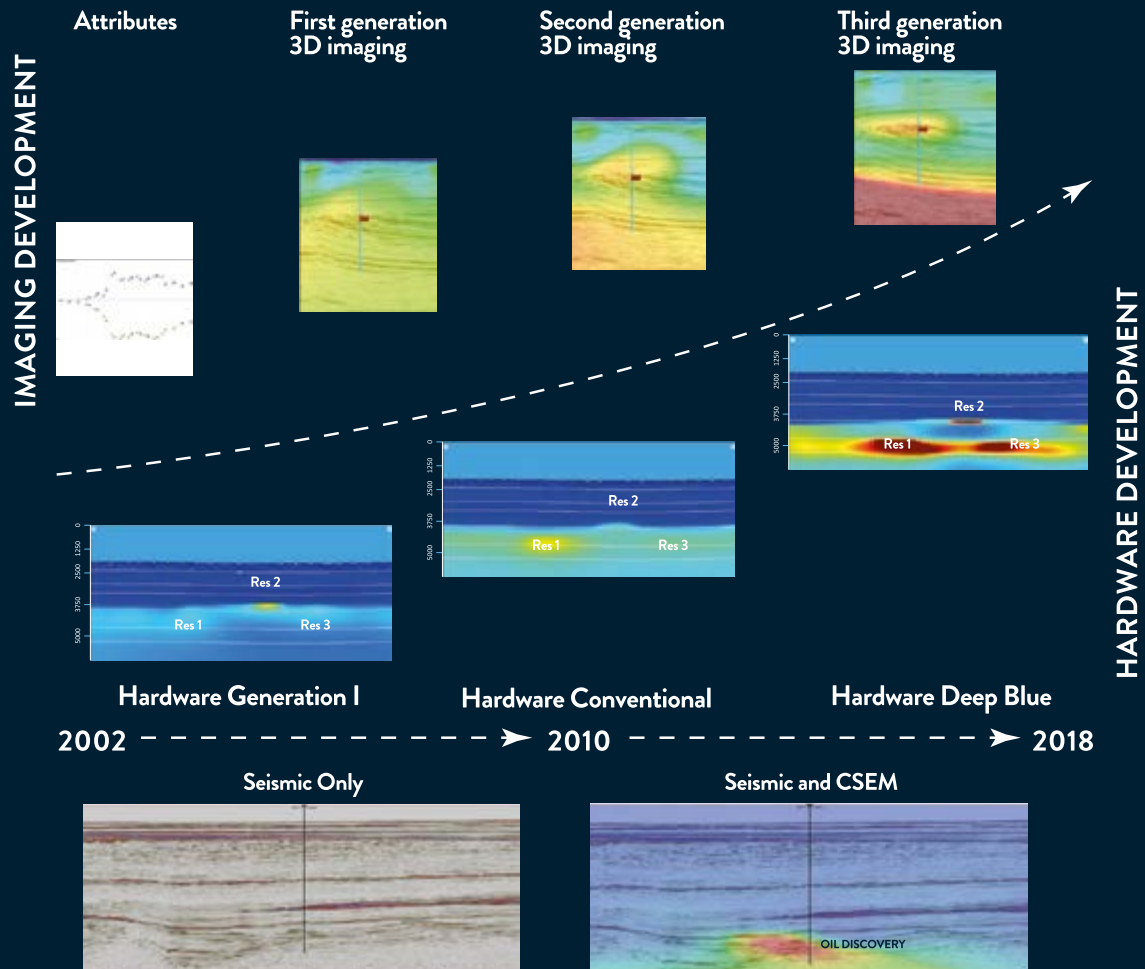 Attributes
First generation
3D imaging
Second generation
3D imaging
Third generation
3D imaging
IMAGING DEVELOPMENT
HARDWARE DEVELOPMENT
0
1250
2500
3750
5000
Res 2
Res 1
Res 3
0
1250
2500
3750
5000
Res 2
Res 1
Res 3
0
1250
2500
3750
5000
Res 2
Res 1
Res 3
Hardware Generation I
Hardware Conventional
Hardware Deep Blue
2002
2010
2018
Seismic Only
Seismic and CSEM
OIL DISCOVERY